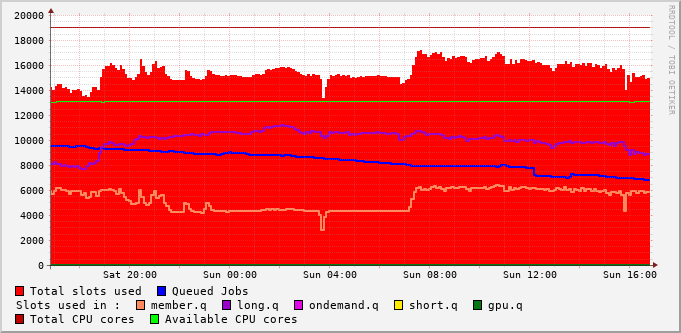 20000
18000
16000
14000
12000
10000
8000
6000
4000
2000
0
Sat 20:00 Sun 00:00 Sun 04:00 Sun 08:00 Sun 12:00 Sun 16:00
Total slots used Queued Jobs
Slots used in : member.q long.q ondemand.q short.q gpu.q
Total CPU cores Available CPU cores
RRDTOOL / TOBI OETIKER